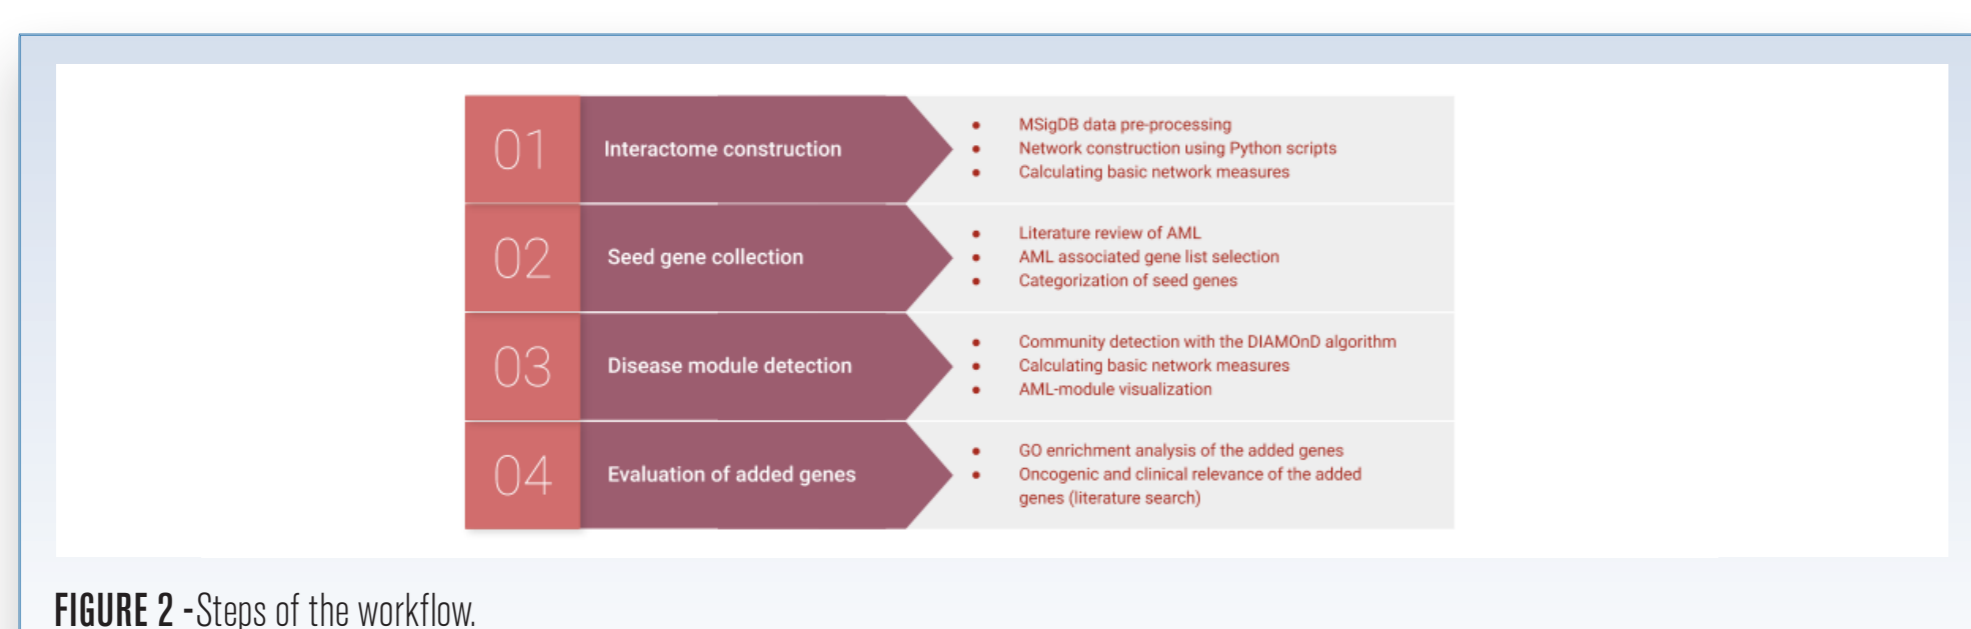 01
Interactome construction
• MSigDB data pre-processing
• Network construction using Python scripts
• Calculating basic network measures
02
Seed gene collection
• Literature review of AML
• AML associated gene list selection
• Categorization of seed genes
03
Disease module detection
• Community detection with the DIAMOnD algorithm
• Calculating basic network measures
• AML-module visualization
04
Evaluation of added genes
• GO enrichment analysis of the added genes
• Oncogenic and clinical relevance of the added
genes (literature search)
FIGURE 2 -Steps of the workflow.